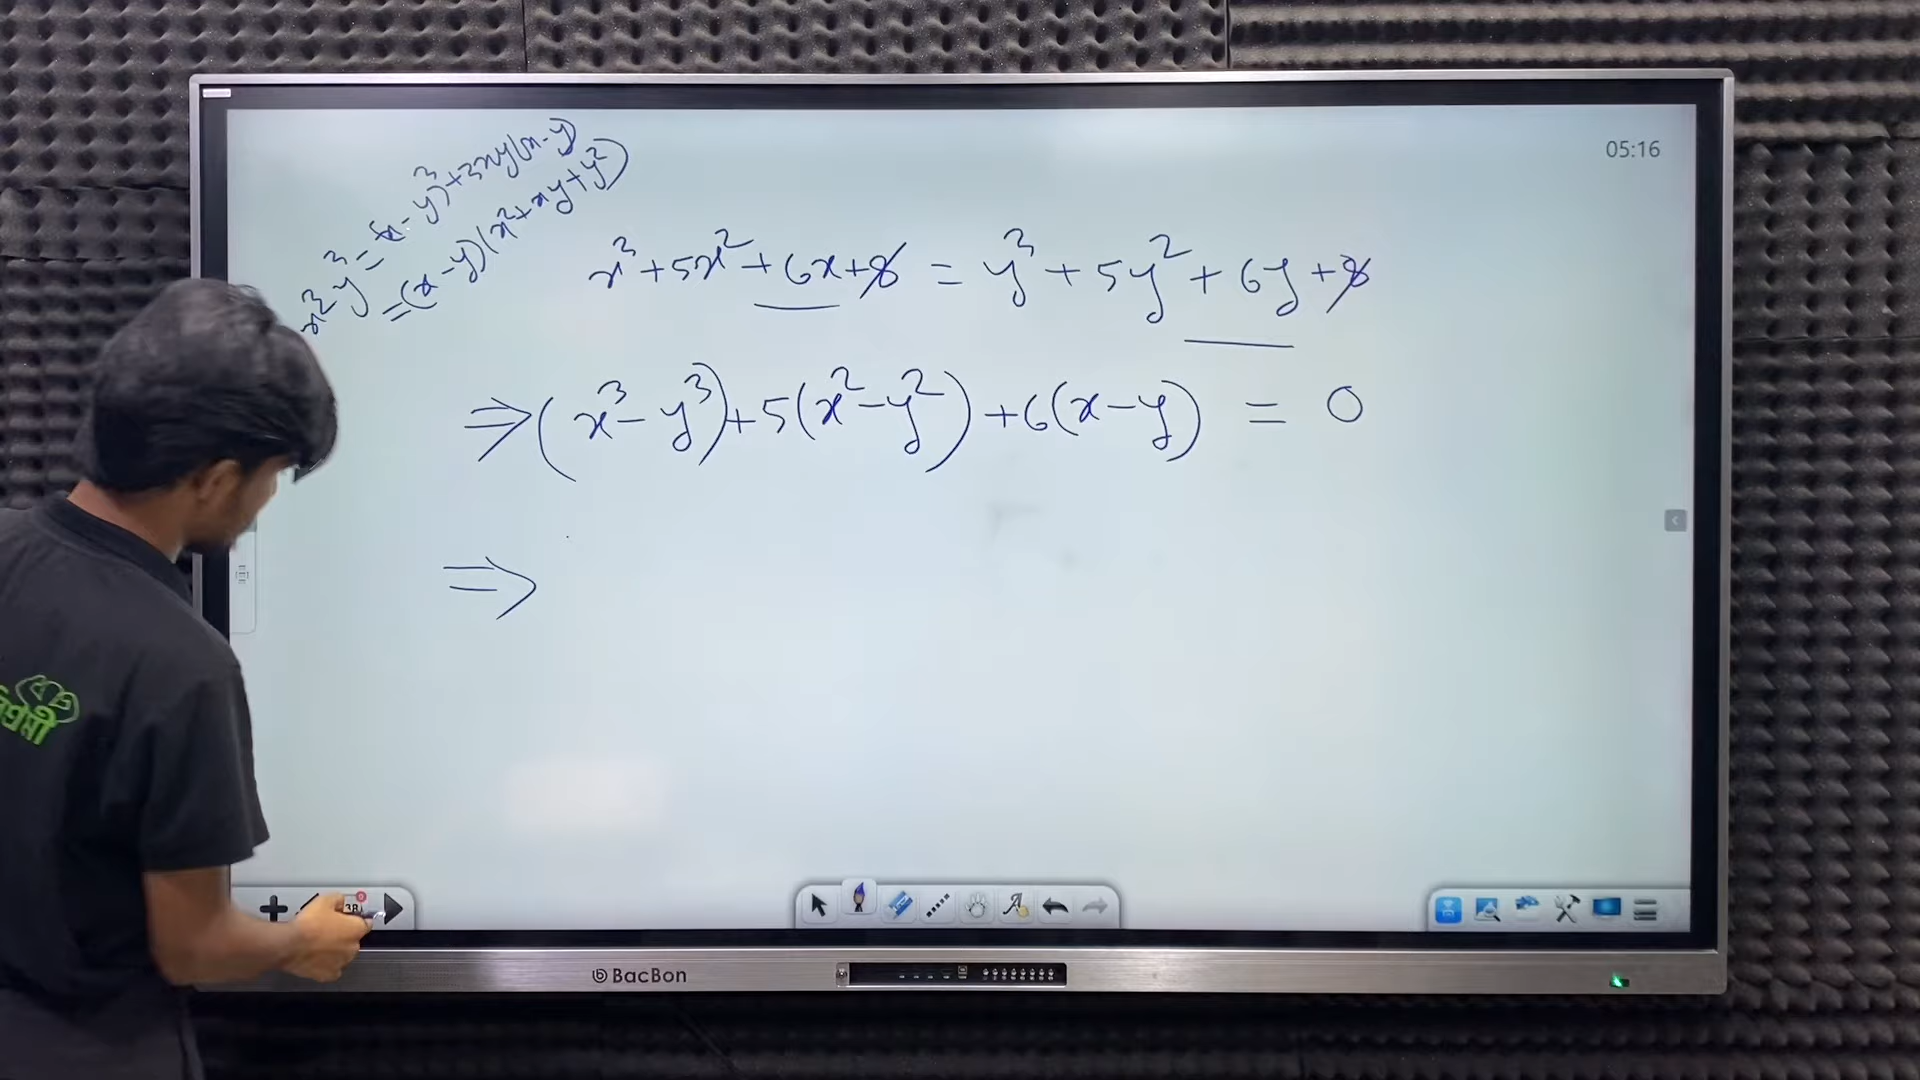 05:16
x³-y³ = (x-y)³+3xy(x-y)
=(x-y)(x²+xy+y²)
x³+5x²+6x+8 = y³+5y²+6y+8
⇒(x³-y³)+5(x²-y²)+6(x-y) = 0
⇒
38
BacBon